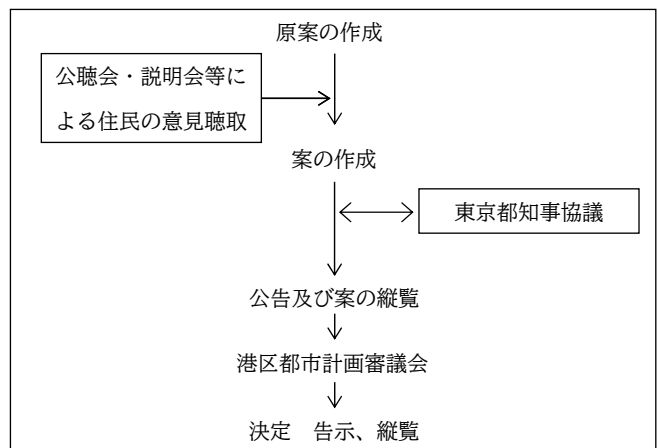 原案の作成
公聴会・説明会等に
よる住民の意見聴取
案の作成
東京都知事協議
公告及び案の縦覧
港区都市計画審議会
決定　告示、縦覧